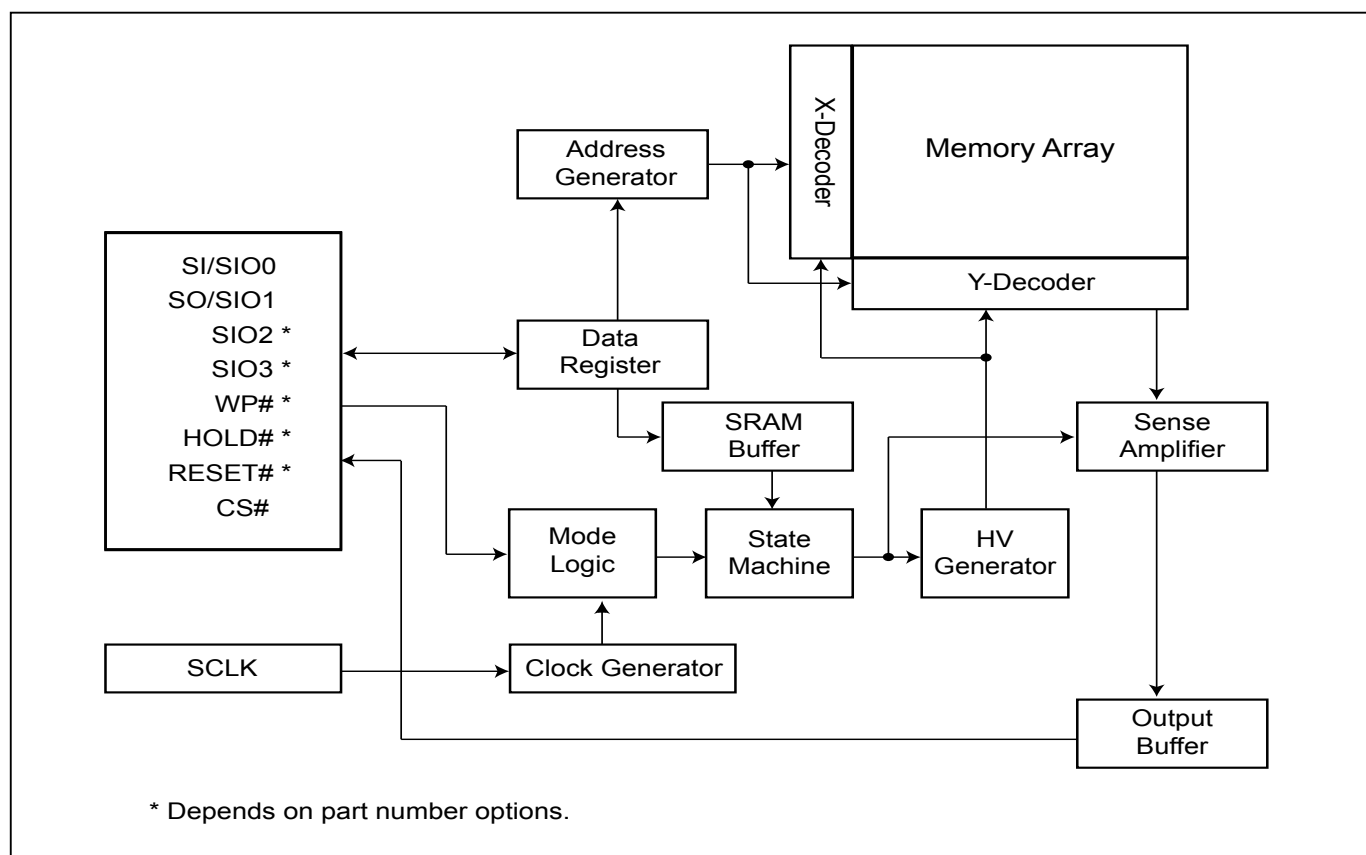 X-Decoder
Memory Array
Address
Generator
Y-Decoder
SI/SIO0
SO/SIO1
SIO2 *
SIO3 *
WP# *
HOLD# *
RESET# *
CS#
Data
Register
SRAM
Buffer
Sense
Amplifier
Mode
Logic
State
Machine
HV
Generator
SCLK
Clock Generator
Output
Buffer
* Depends on part number options.